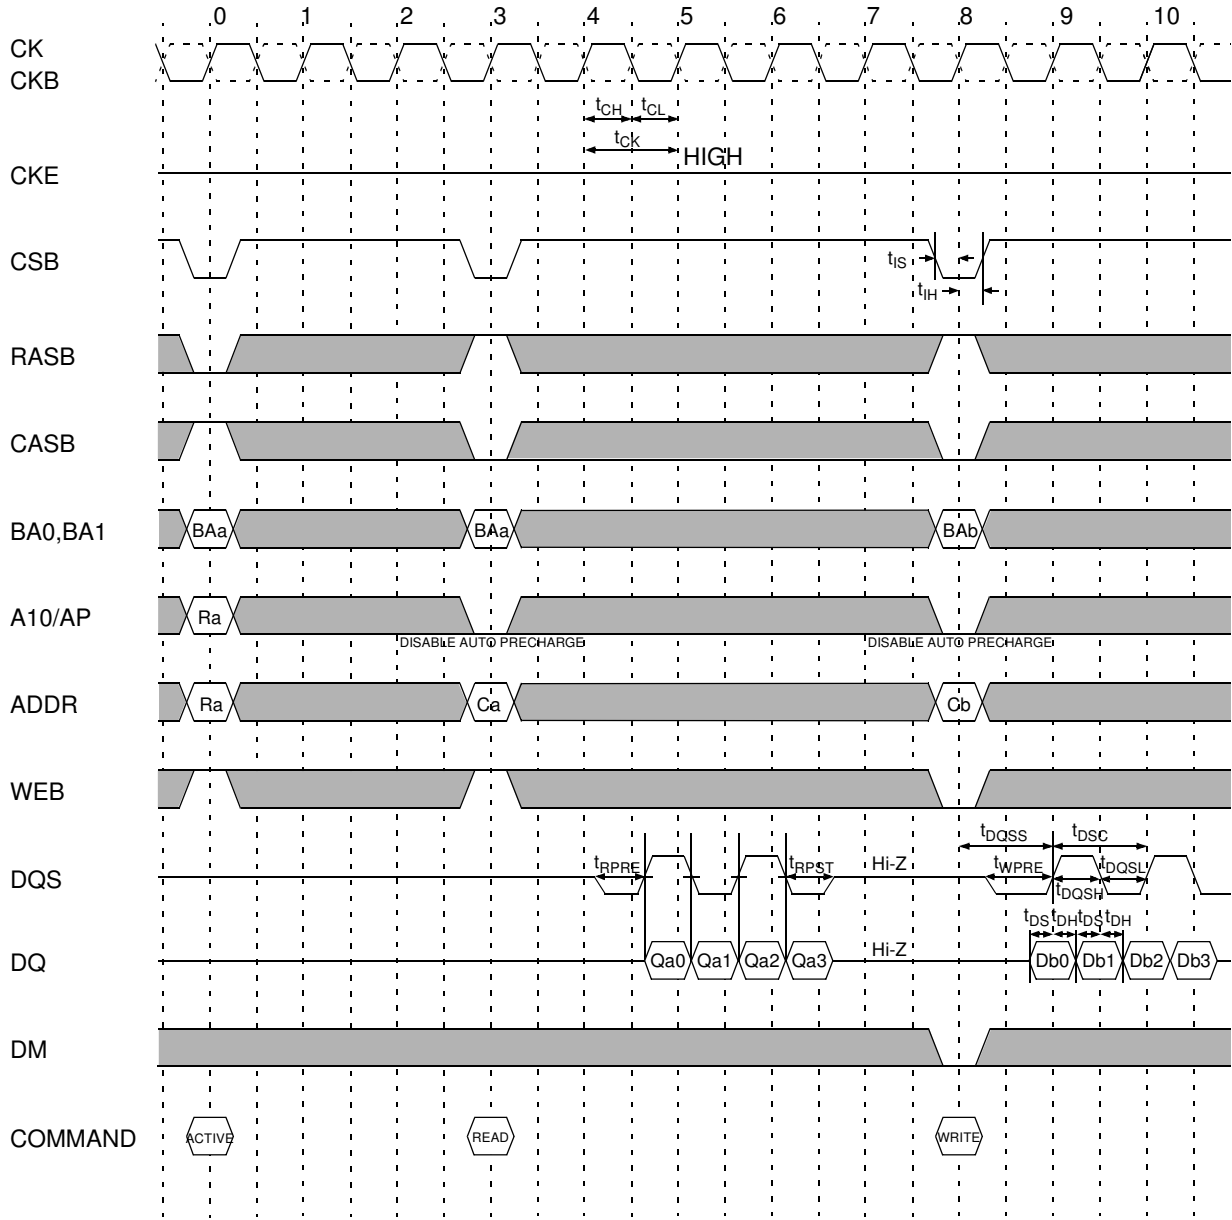 0 1 2 3 4 5 6 7 8 9 10
CK
CKB
tCH tCL
tCK
HIGH
CKE
CSB
tIS
tIH
RASB
CASB
BA0,BA1 BAa BAa BAb
A10/AP Ra
DISABLE AUTO PRECHARGE DISABLE AUTO PRECHARGE
ADDR Ra Ca Cb
WEB
tDQSS tDSC
DQS tRPRE tRPST Hi-Z tWPRE tDQSL
tDQSH
tDS tDH tDS tDH
DQ Qa0 Qa1 Qa2 Qa3 Hi-Z Db0 Db1 Db2 Db3
DM
COMMAND ACTIVE READ WRITE